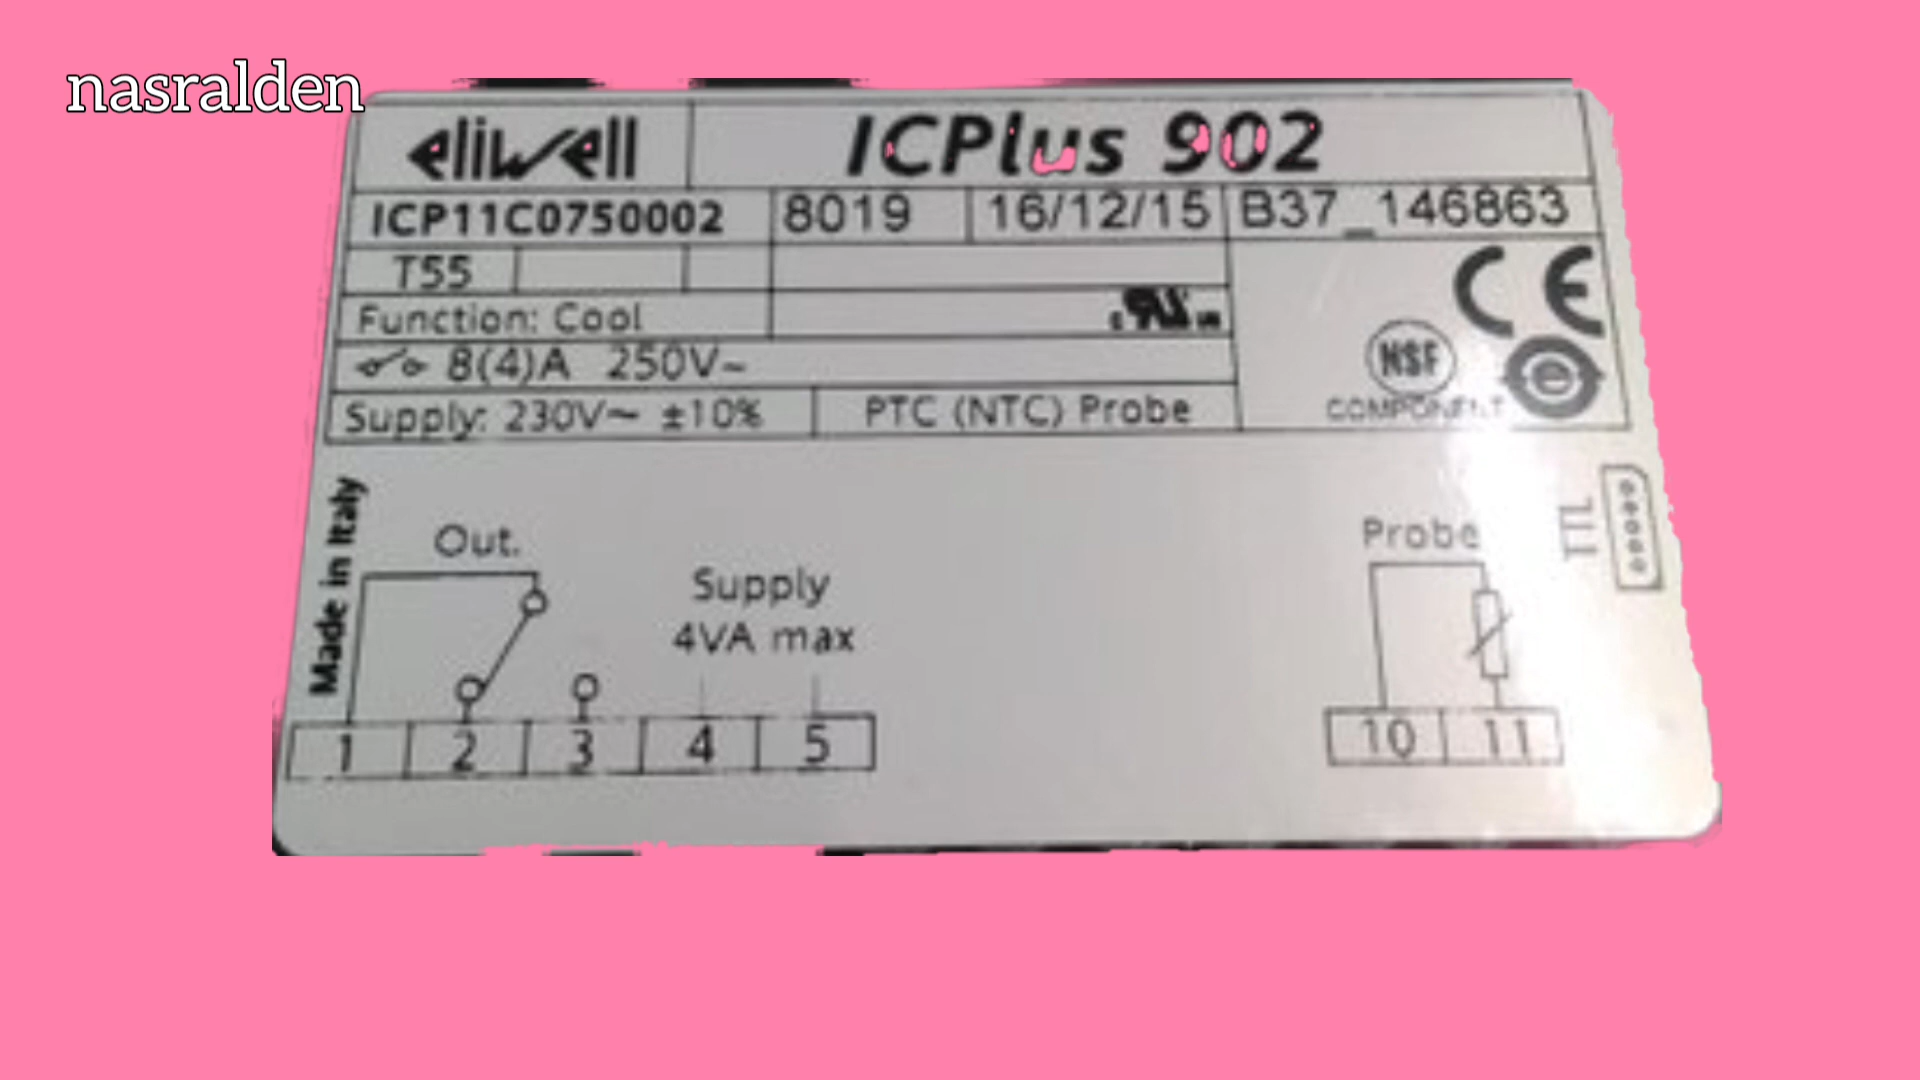 nasralden
eliwell ICPlus 902
ICP11C0750002 8019 16/12/15 B37_146863
T55
CE
Function: Cool
8(4)A 250V~
NSF
Supply: 230V~ ±10% PTC (NTC) Probe
COMPONENT
Made in Italy
Out.
Supply
4VA max
Probe
TTL
1 2 3 4 5 10 11